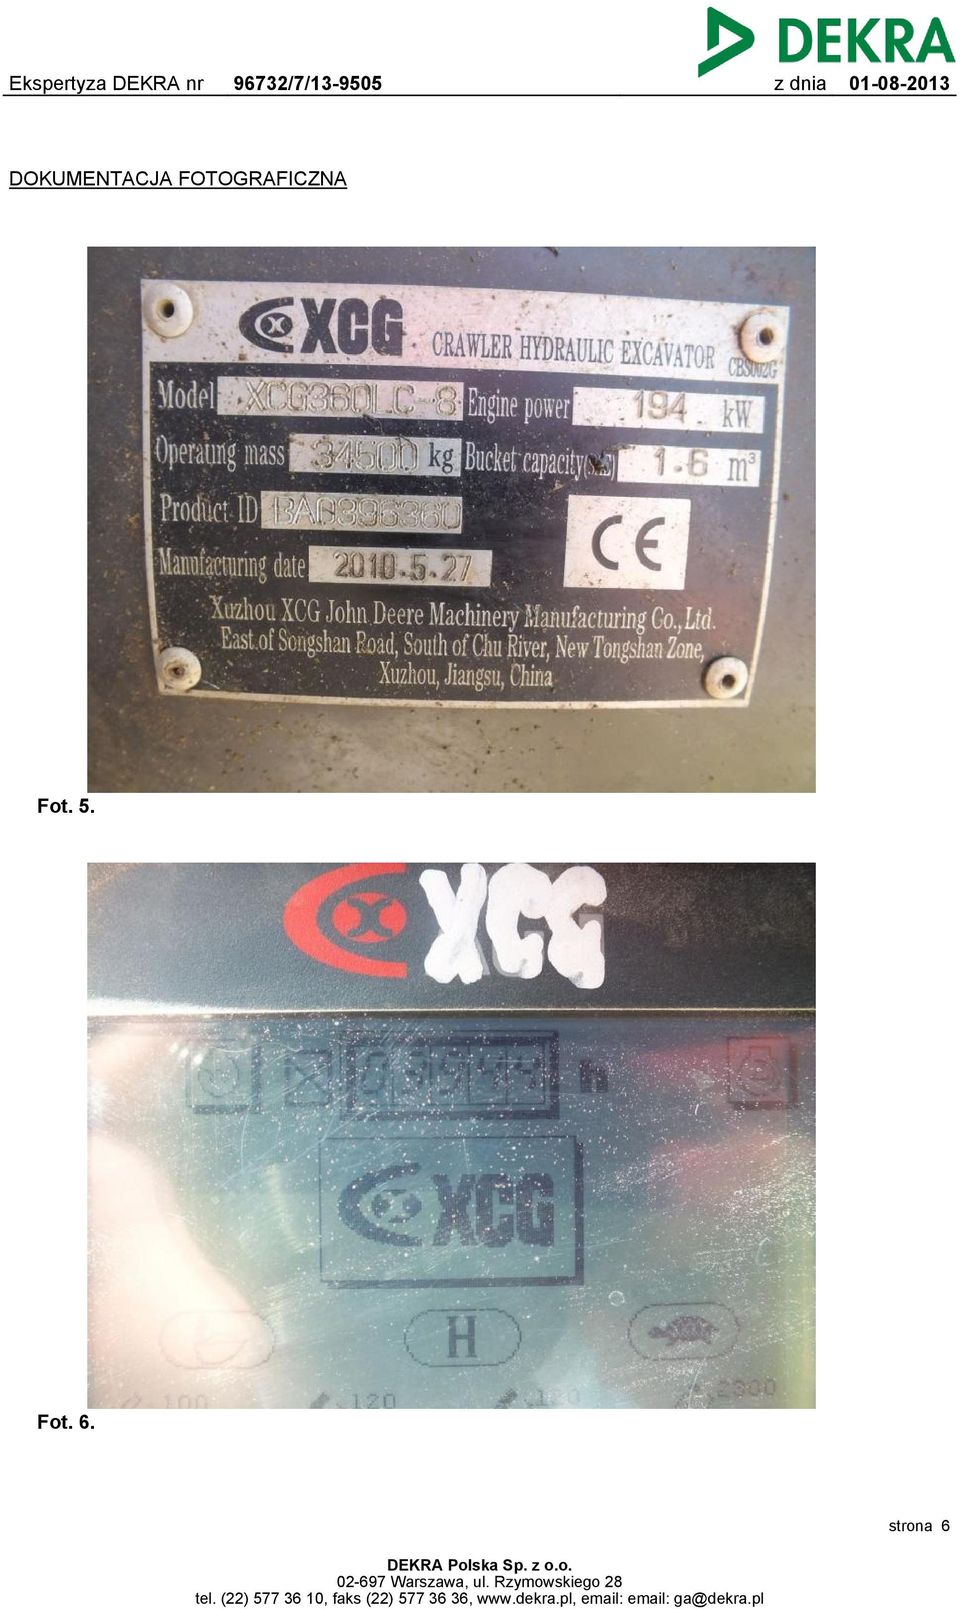 DEKRA
Ekspertyza DEKRA nr 96732/7/13-9505 z dnia 01-08-2013
DOKUMENTACJA FOTOGRAFICZNA
XCG CRAWLER HYDRAULIC EXCAVATOR CBS002G
Model XCG360LC-8 Engine power 194 kW
Operating mass 34500 kg Bucket capacity 1.6 m³
Product ID BA0396360
Manufacturing date 2010.5.27 CE
Xuzhou XCG John Deere Machinery Manufacturing Co., Ltd.
East of Songshan Road, South of Chu River, New Tongshan Zone,
Xuzhou, Jiangsu, China
Fot. 5.
XCG
h
XCG
H
100 120 2300
Fot. 6.
strona 6
DEKRA Polska Sp. z o.o.
02-697 Warszawa, ul. Rzymowskiego 28
tel. (22) 577 36 10, faks (22) 577 36 36, www.dekra.pl, email: email: ga@dekra.pl